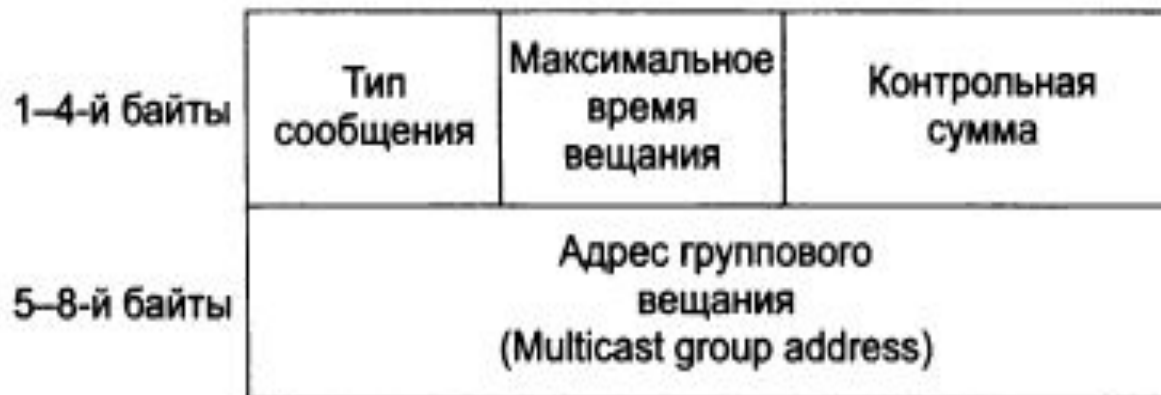 1–4-й байты
Тип
сообщения
Максимальное
время
вещания
Контрольная
сумма
5–8-й байты
Адрес группового
вещания
(Multicast group address)